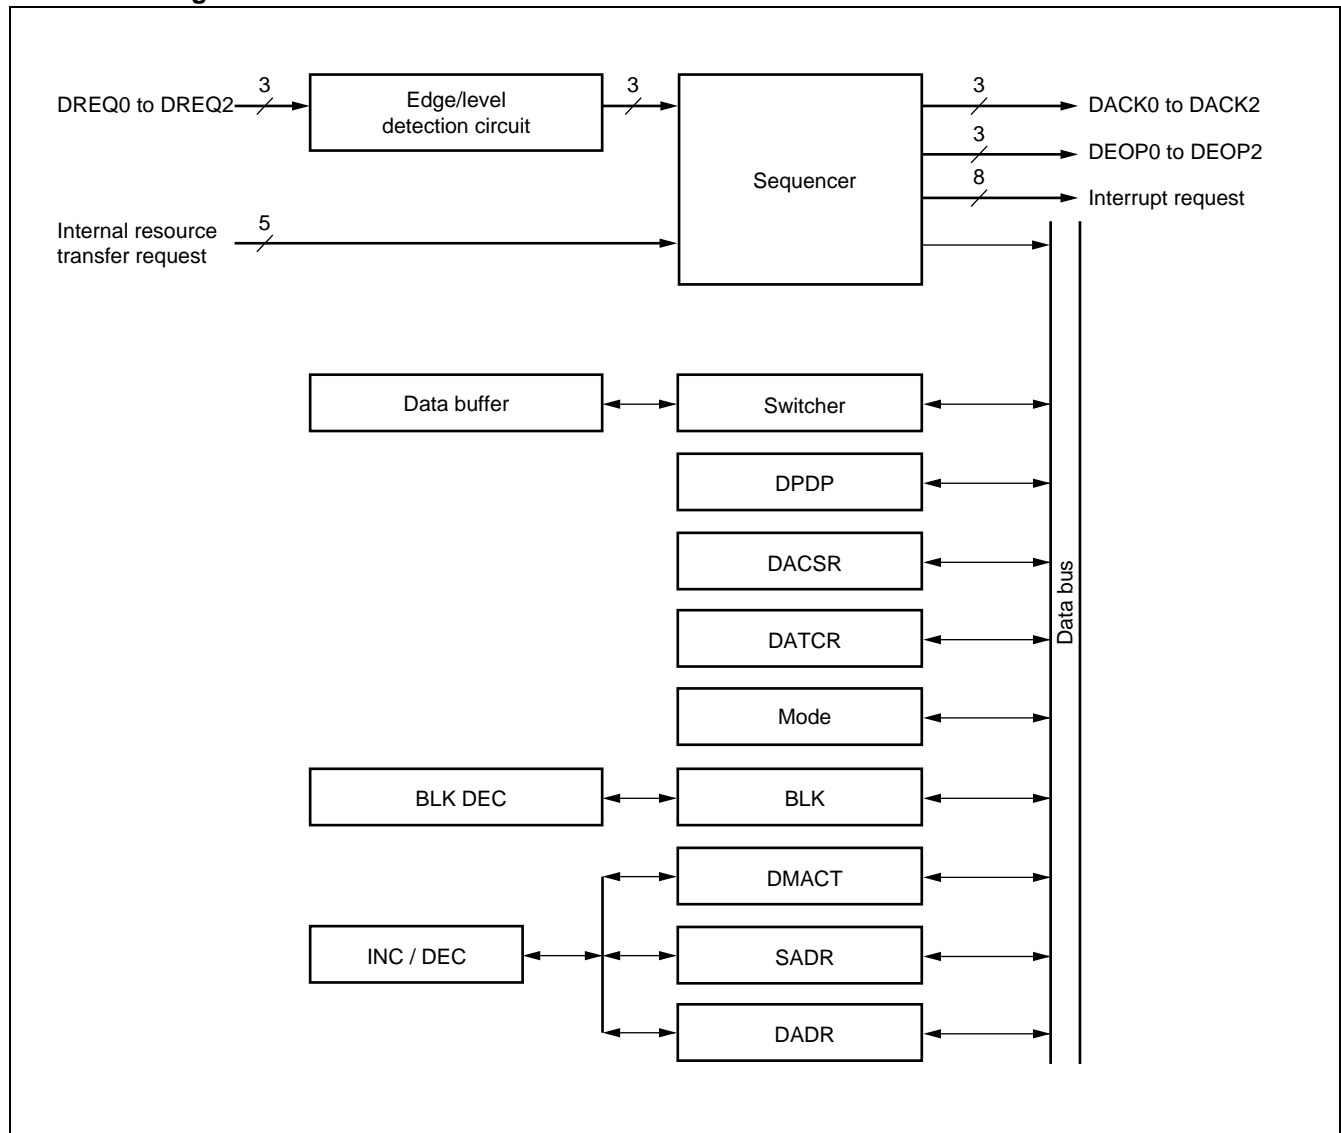 3
3
3
DREQ0 to DREQ2
Edge/level
detection circuit
DACK0 to DACK2
3
DEOP0 to DEOP2
Sequencer
8
Interrupt request
5
Internal resource
transfer request
Data buffer
Switcher
DPDP
DACSR
Data bus
DATCR
Mode
BLK DEC
BLK
DMACT
INC / DEC
SADR
DADR